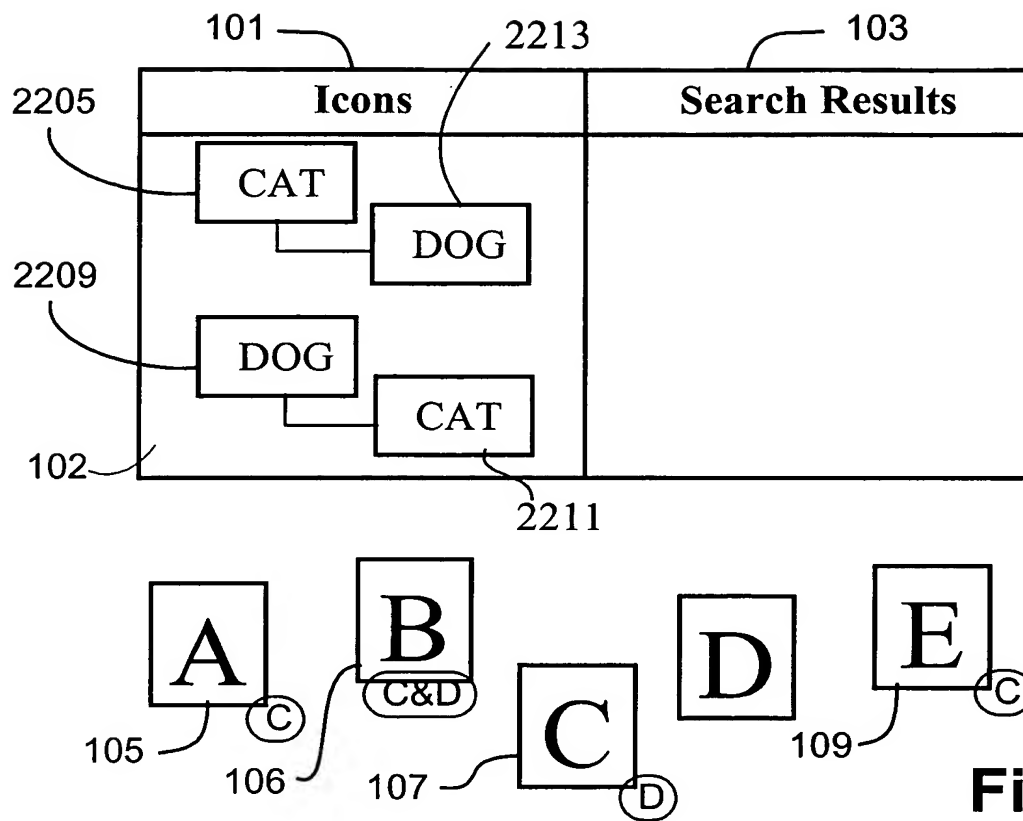 101 2213 103
2205 Icons Search Results
CAT
DOG
2209
DOG
CAT
102
2211
A B D E
C C&D C C
105 106 107 D 109
Fi